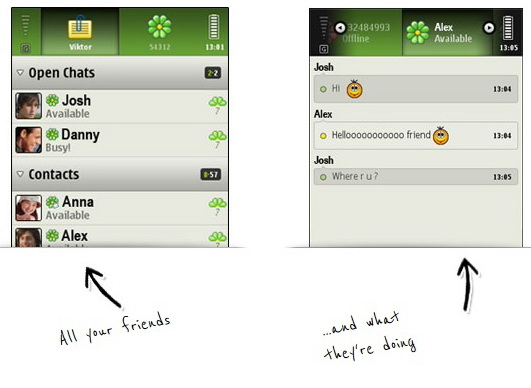 Viktor
54312
13:01
G
Open Chats
2-2
Josh
Available
?
Danny
Busy!
?
Contacts
8-57
Anna
Available
?
Alex
32484993
Offline
Alex
Available
13:05
G
Josh
Hi
13:04
Alex
Hellooooooooooo friend
13:04
Josh
Where r u ?
13:05
All your friends
...and what
they're doing